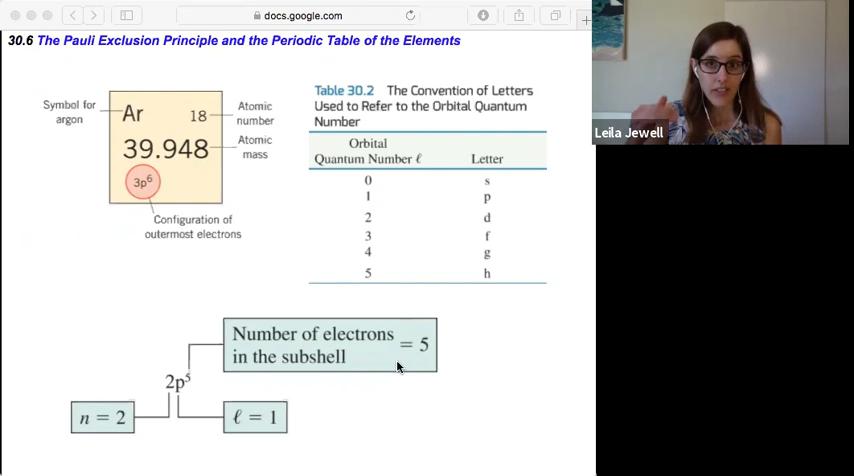 docs.google.com
30.6 The Pauli Exclusion Principle and the Periodic Table of the Elements
Symbol for
argon
Ar
18
Atomic
number
39.948
Atomic
mass
3p⁶
Configuration of
outermost electrons
Table 30.2 The Convention of Letters
Used to Refer to the Orbital Quantum
Number
Orbital
Quantum Number ℓ Letter
0 s
1 p
2 d
3 f
4 g
5 h
Number of electrons
in the subshell = 5
2p⁵
n = 2
ℓ = 1
Leila Jewell